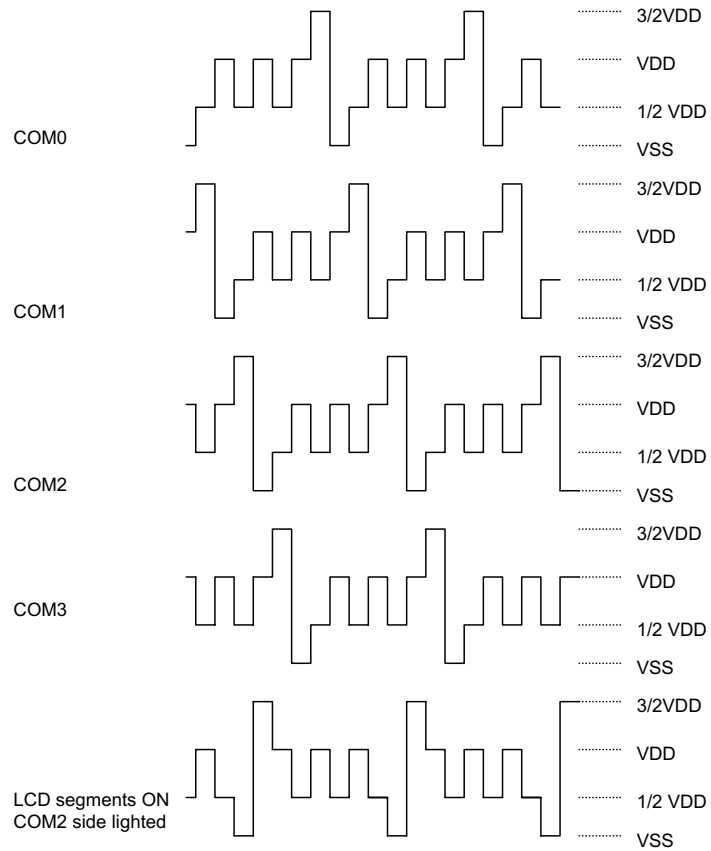 3/2VDD
VDD
1/2 VDD
COM0
VSS
3/2VDD
VDD
1/2 VDD
COM1
VSS
3/2VDD
VDD
1/2 VDD
COM2
VSS
3/2VDD
VDD
COM3
1/2 VDD
VSS
3/2VDD
VDD
LCD segments ON
1/2 VDD
COM2 side lighted
VSS